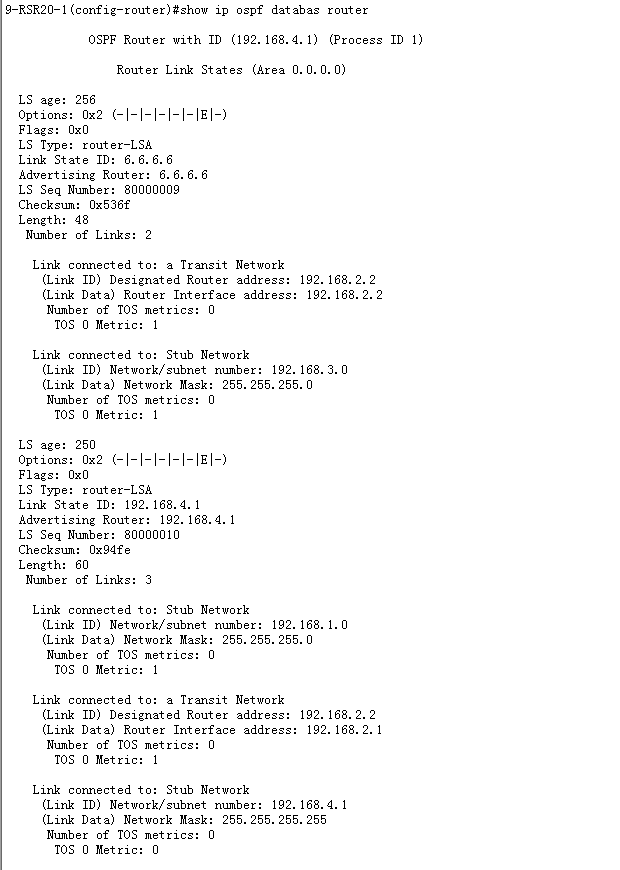 9-RSR20-1(config-router)#show ip ospf databas router
OSPF Router with ID (192.168.4.1) (Process ID 1)
Router Link States (Area 0.0.0.0)
LS age: 256
Options: 0x2 (-|-|-|-|-|-|E|-)
Flags: 0x0
LS Type: router-LSA
Link State ID: 6.6.6.6
Advertising Router: 6.6.6.6
LS Seq Number: 80000009
Checksum: 0x536f
Length: 48
Number of Links: 2
Link connected to: a Transit Network
(Link ID) Designated Router address: 192.168.2.2
(Link Data) Router Interface address: 192.168.2.2
Number of TOS metrics: 0
TOS 0 Metric: 1
Link connected to: Stub Network
(Link ID) Network/subnet number: 192.168.3.0
(Link Data) Network Mask: 255.255.255.0
Number of TOS metrics: 0
TOS 0 Metric: 1
LS age: 250
Options: 0x2 (-|-|-|-|-|-|E|-)
Flags: 0x0
LS Type: router-LSA
Link State ID: 192.168.4.1
Advertising Router: 192.168.4.1
LS Seq Number: 80000010
Checksum: 0x94fe
Length: 60
Number of Links: 3
Link connected to: Stub Network
(Link ID) Network/subnet number: 192.168.1.0
(Link Data) Network Mask: 255.255.255.0
Number of TOS metrics: 0
TOS 0 Metric: 1
Link connected to: a Transit Network
(Link ID) Designated Router address: 192.168.2.2
(Link Data) Router Interface address: 192.168.2.1
Number of TOS metrics: 0
TOS 0 Metric: 1
Link connected to: Stub Network
(Link ID) Network/subnet number: 192.168.4.1
(Link Data) Network Mask: 255.255.255.255
Number of TOS metrics: 0
TOS 0 Metric: 0